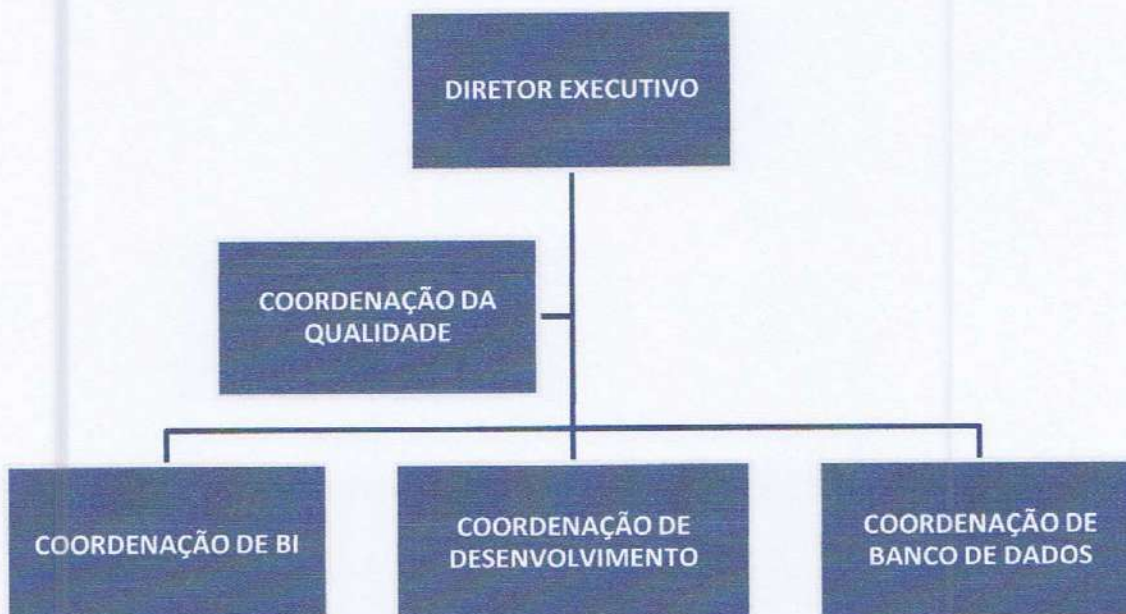 DIRETOR EXECUTIVO
COORDENAÇÃO DA
QUALIDADE
COORDENAÇÃO DE BI
COORDENAÇÃO DE
DESENVOLVIMENTO
COORDENAÇÃO DE
BANCO DE DADOS